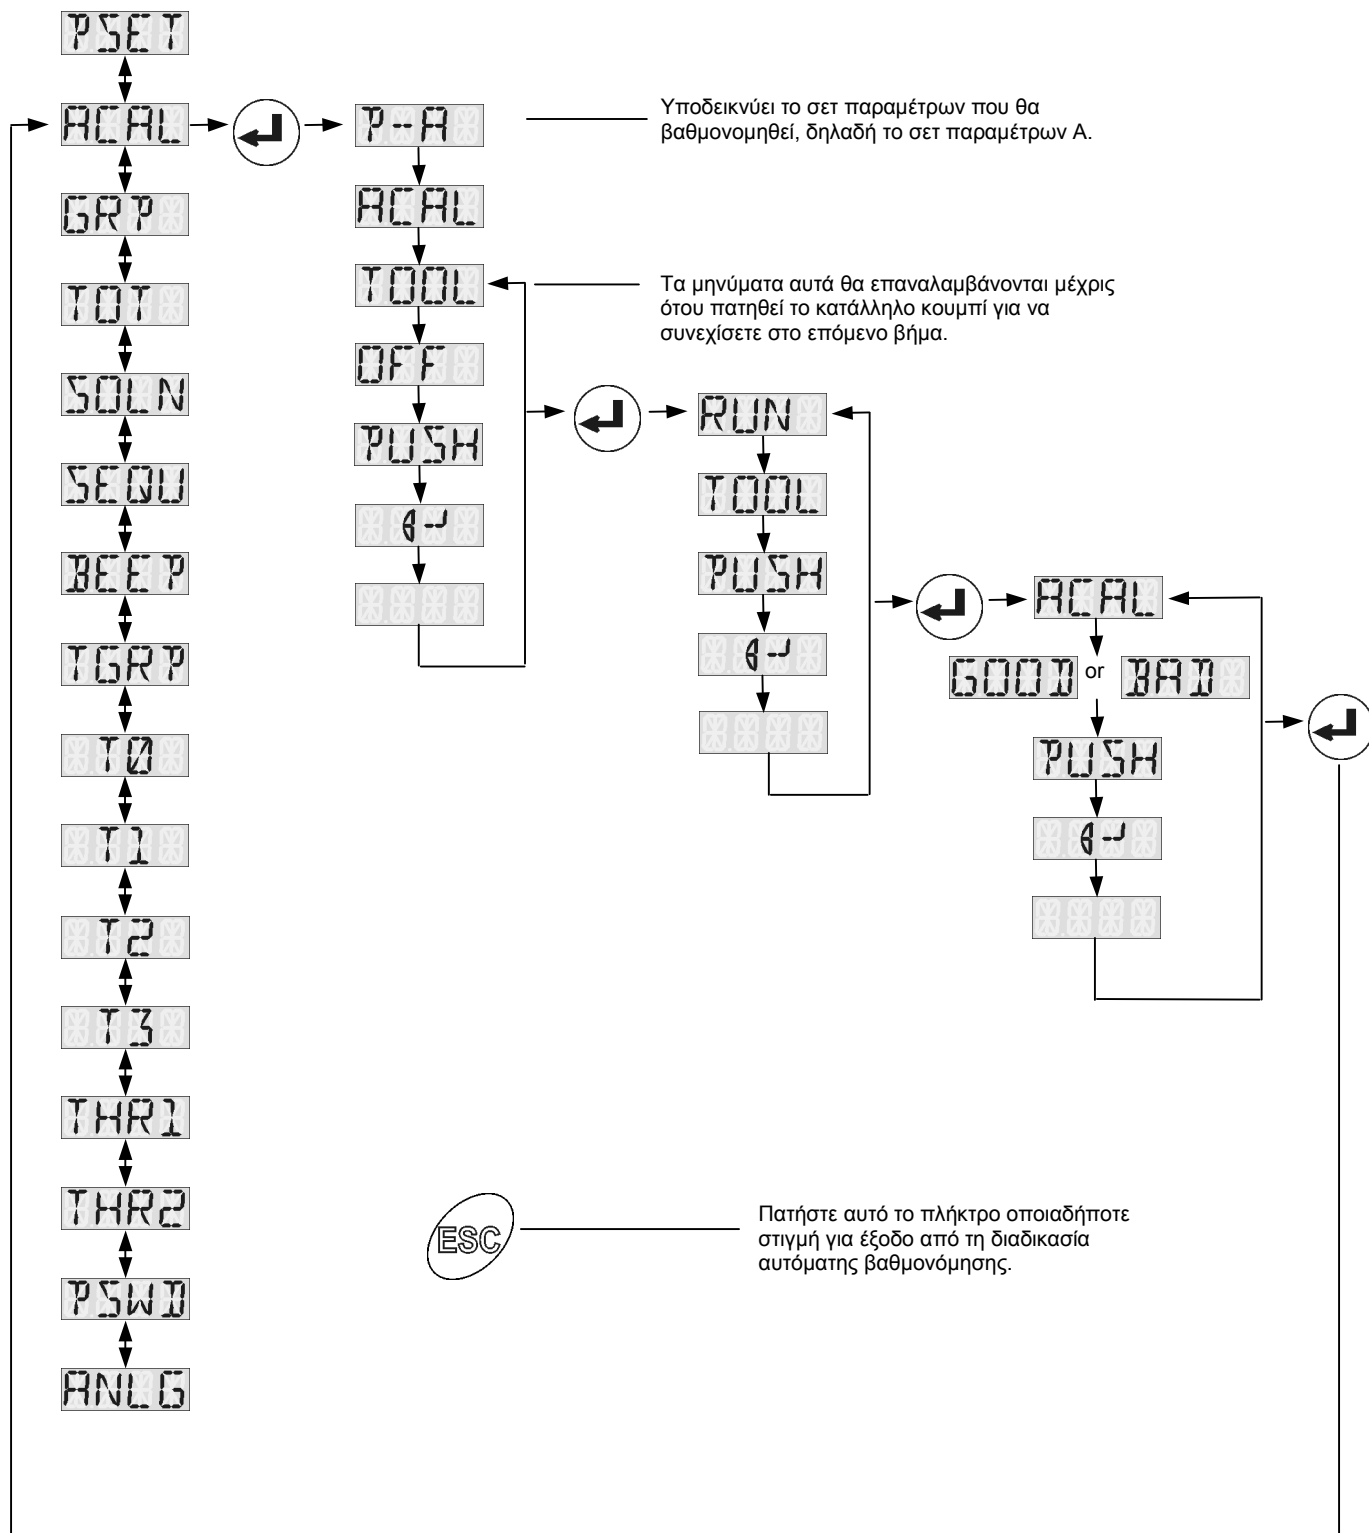 PSET
ACAL
GRP
TOT
SOLN
SEQU
BEEP
TGRP
T0
T1
T2
T3
THR1
THR2
PSWD
ANLG
P-A
ACAL
TOOL
OFF
PUSH
Υποδεικνύει το σετ παραμέτρων που θα
βαθμονομηθεί, δηλαδή το σετ παραμέτρων Α.
Τα μηνύματα αυτά θα επαναλαμβάνονται μέχρις
ότου πατηθεί το κατάλληλο κουμπί για να
συνεχίσετε στο επόμενο βήμα.
RUN
TOOL
PUSH
ACAL
GOOD or BAD
PUSH
ESC
Πατήστε αυτό το πλήκτρο οποιαδήποτε
στιγμή για έξοδο από τη διαδικασία
αυτόματης βαθμονόμησης.